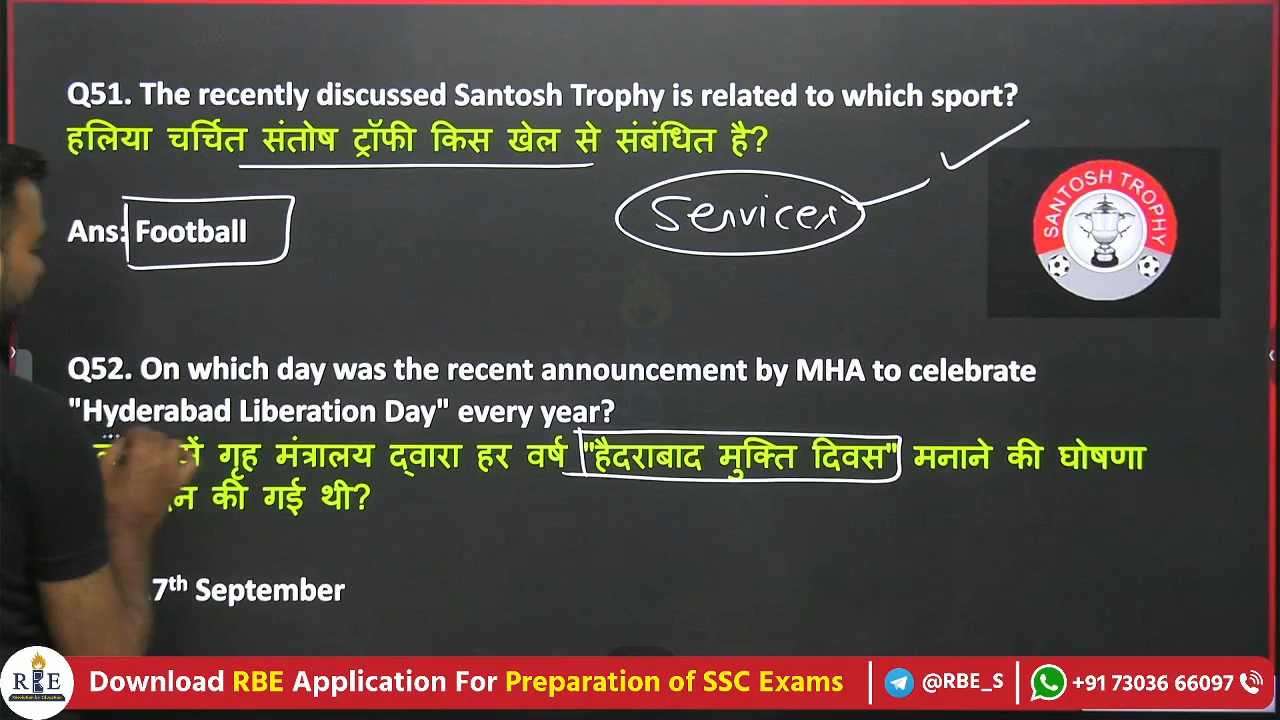 Q51. The recently discussed Santosh Trophy is related to which sport?
हलिया चर्चित संतोष ट्रॉफी किस खेल से संबंधित है?
Services
SANTOSH TROPHY
Ans: Football
Q52. On which day was the recent announcement by MHA to celebrate
"Hyderabad Liberation Day" every year?
गृह मंत्रालय द्वारा हर वर्ष "हैदराबाद मुक्ति दिवस" मनाने की घोषणा
की गई थी?
7th September
RBE
Download RBE Application For Preparation of SSC Exams
@RBE_S
+91 73036 66097